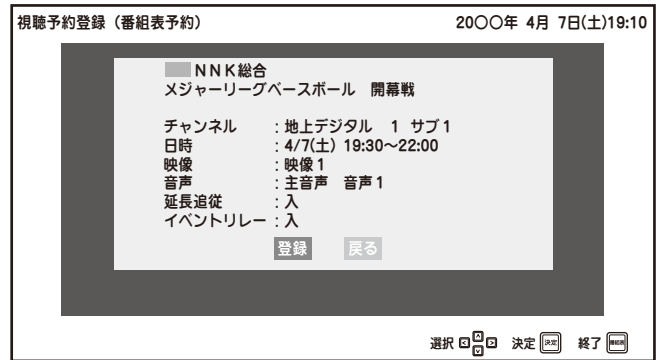 視聴予約登録（番組表予約） 20○○年 4月 7日(土)19:10
NNK総合
メジャーリーグベースボール 開幕戦
チャンネル ：地上デジタル 1 サブ1
日時 ：4/7(土) 19:30～22:00
映像 ：映像1
音声 ：主音声 音声1
延長追従 ：入
イベントリレー：入
登録 戻る
選択 決定 決定 終了 番組表